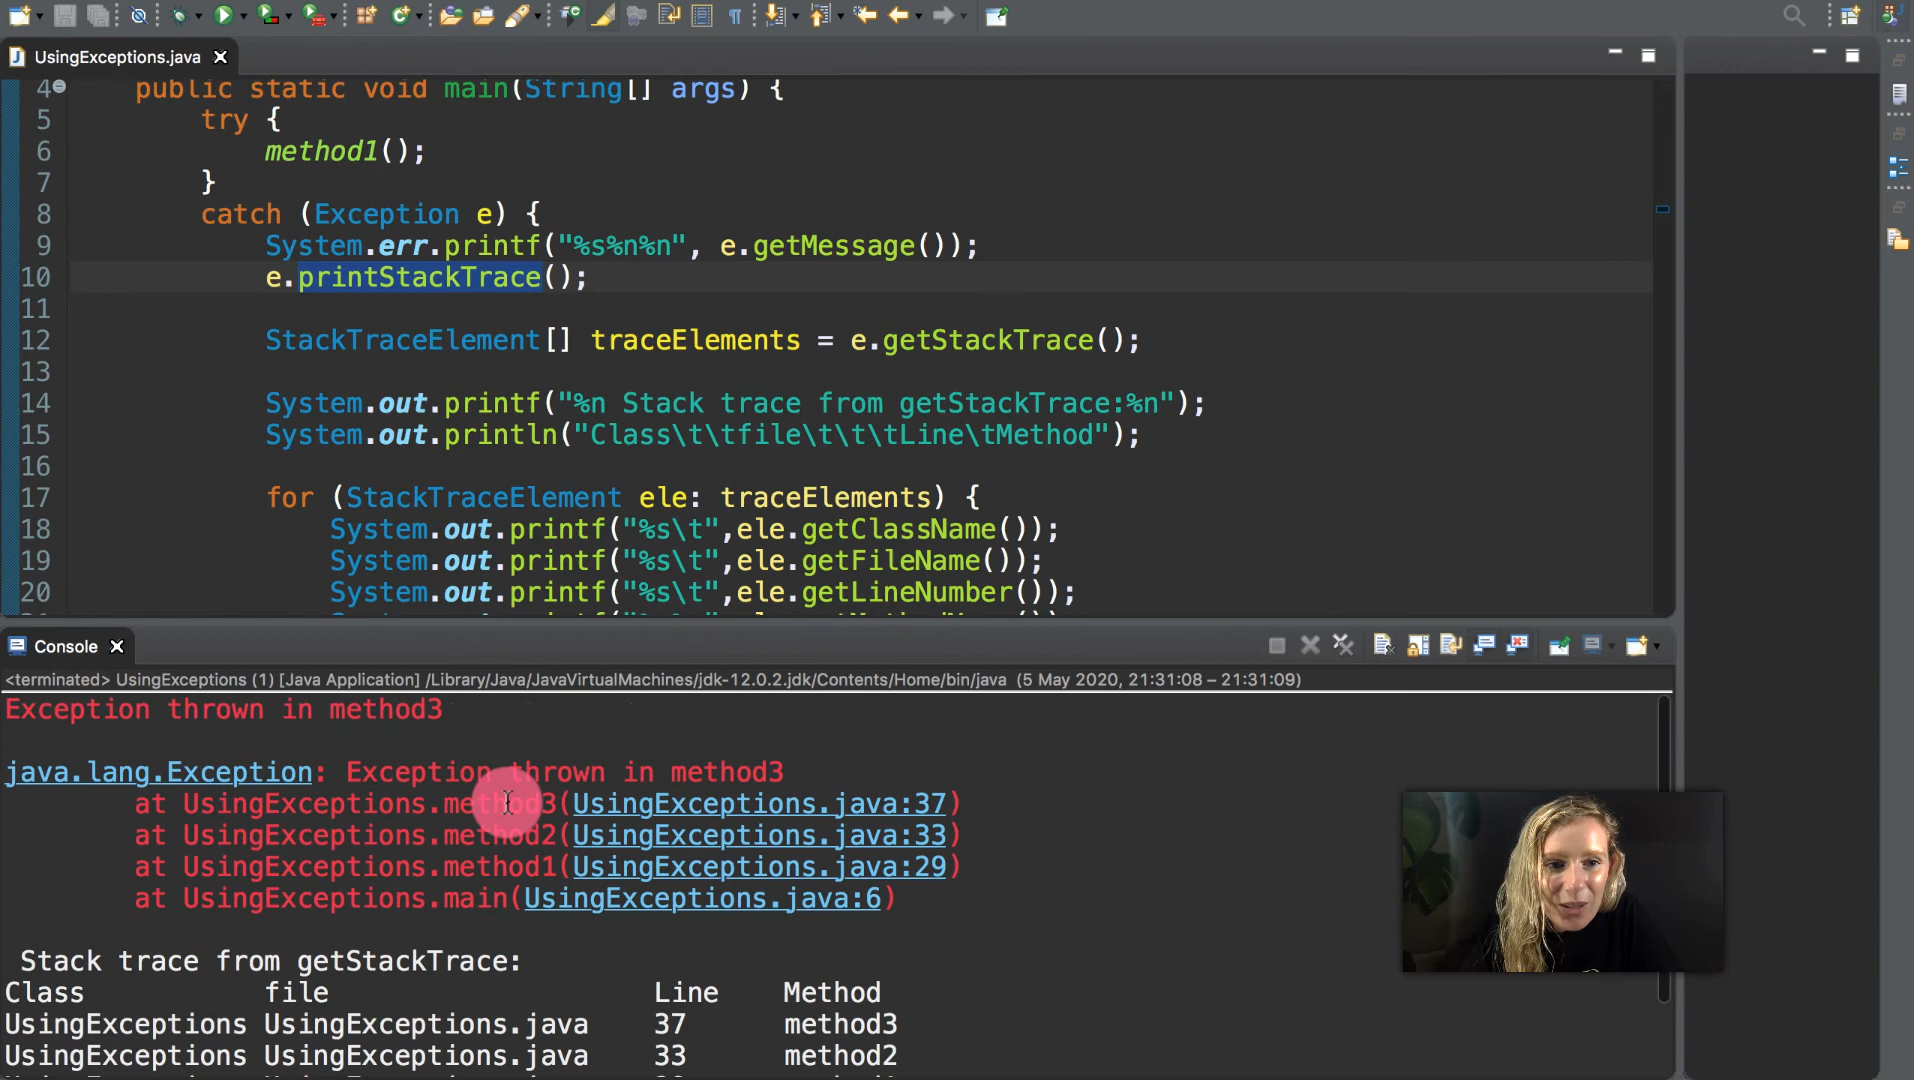 UsingExceptions.java
4 public static void main(String[] args) {
5 try {
6 method1();
7 }
8 catch (Exception e) {
9 System.err.printf("%s%n%n", e.getMessage());
10 e.printStackTrace();
11
12 StackTraceElement[] traceElements = e.getStackTrace();
13
14 System.out.printf("%n Stack trace from getStackTrace:%n");
15 System.out.println("Class\t\tfile\t\t\tLine\tMethod");
16
17 for (StackTraceElement ele: traceElements) {
18 System.out.printf("%s\t",ele.getClassName());
19 System.out.printf("%s\t",ele.getFileName());
20 System.out.printf("%s\t",ele.getLineNumber());
Console
<terminated> UsingExceptions (1) [Java Application] /Library/Java/JavaVirtualMachines/jdk-12.0.2.jdk/Contents/Home/bin/java (5 May 2020, 21:31:08 – 21:31:09)
Exception thrown in method3
java.lang.Exception: Exception thrown in method3
at UsingExceptions.method3(UsingExceptions.java:37)
at UsingExceptions.method2(UsingExceptions.java:33)
at UsingExceptions.method1(UsingExceptions.java:29)
at UsingExceptions.main(UsingExceptions.java:6)
Stack trace from getStackTrace:
Class file Line Method
UsingExceptions UsingExceptions.java 37 method3
UsingExceptions UsingExceptions.java 33 method2